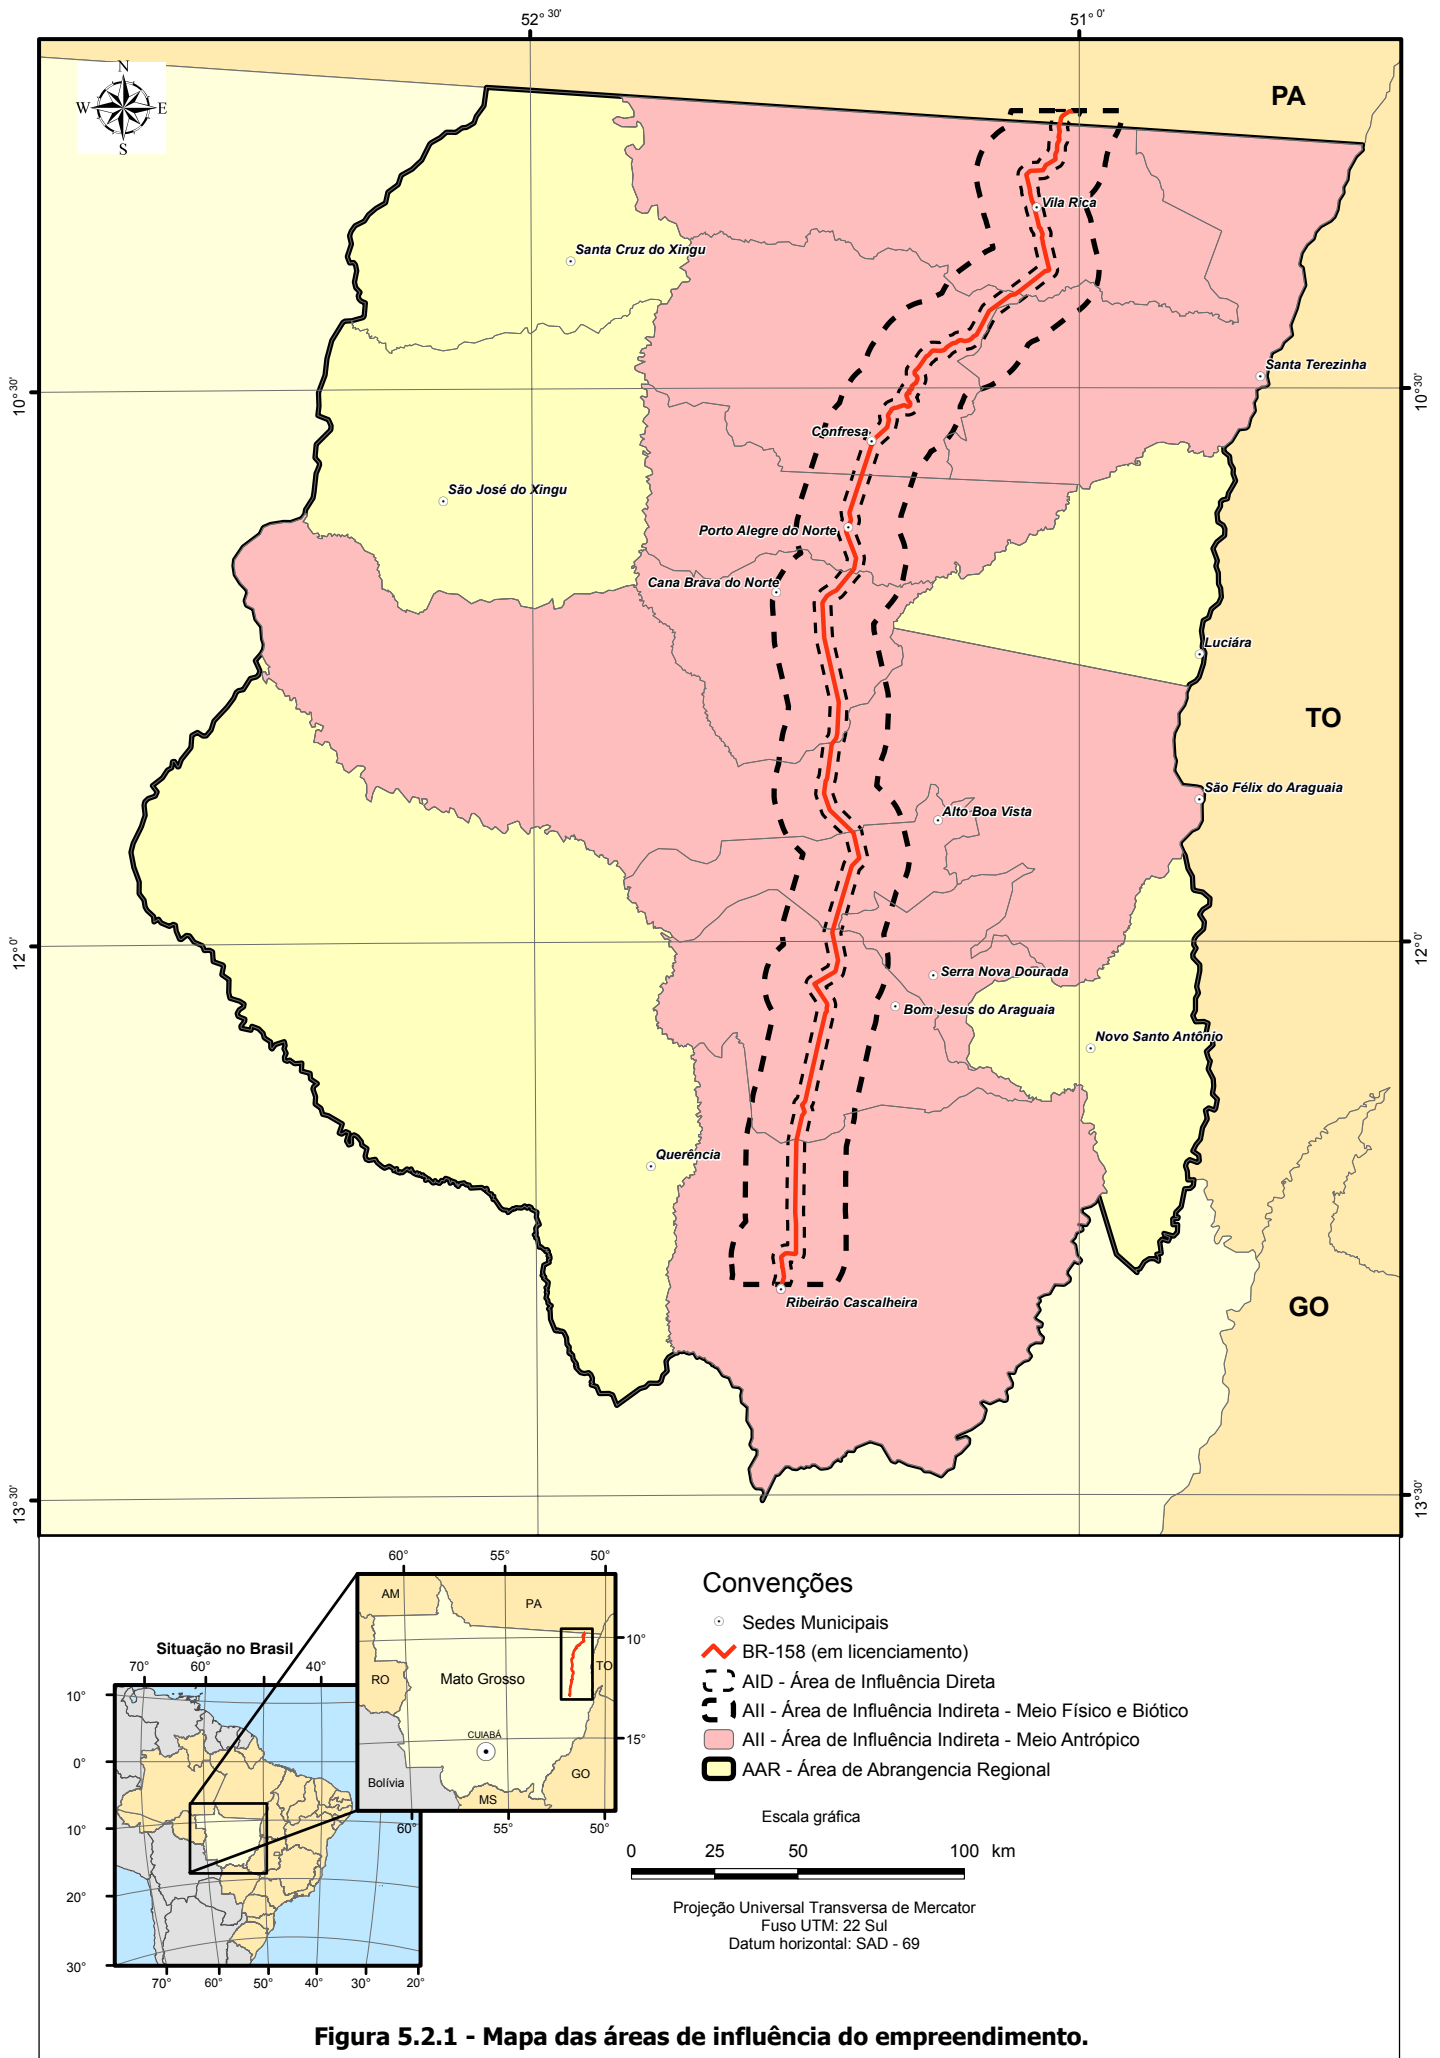 52° 30'
51° 0'
N
W
E
S
PA
Vila Rica
Santa Cruz do Xingu
Santa Terezinha
10° 30'
10° 30'
Confresa
São José do Xingu
Porto Alegre do Norte
Cana Brava do Norte
Luciára
TO
São Félix do Araguaia
Alto Boa Vista
12° 0'
12° 0'
Serra Nova Dourada
Bom Jesus do Araguaia
Novo Santo Antônio
Querência
Ribeirão Cascalheira
GO
13° 30'
13° 30'
60°
55°
50°
AM
PA
10°
Mato Grosso
TO
RO
CUIABÁ
15°
Bolívia
GO
MS
60°
55°
50°
Situação no Brasil
70°
60°
40°
10°
0°
10°
20°
30°
70°
60°
50°
40°
30°
20°
Convenções
Sedes Municipais
BR-158 (em licenciamento)
AID - Área de Influência Direta
AII - Área de Influência Indireta - Meio Físico e Biótico
AII - Área de Influência Indireta - Meio Antrópico
AAR - Área de Abrangencia Regional
Escala gráfica
0 25 50 100 km
Projeção Universal Transversa de Mercator
Fuso UTM: 22 Sul
Datum horizontal: SAD - 69
Figura 5.2.1 - Mapa das áreas de influência do empreendimento.